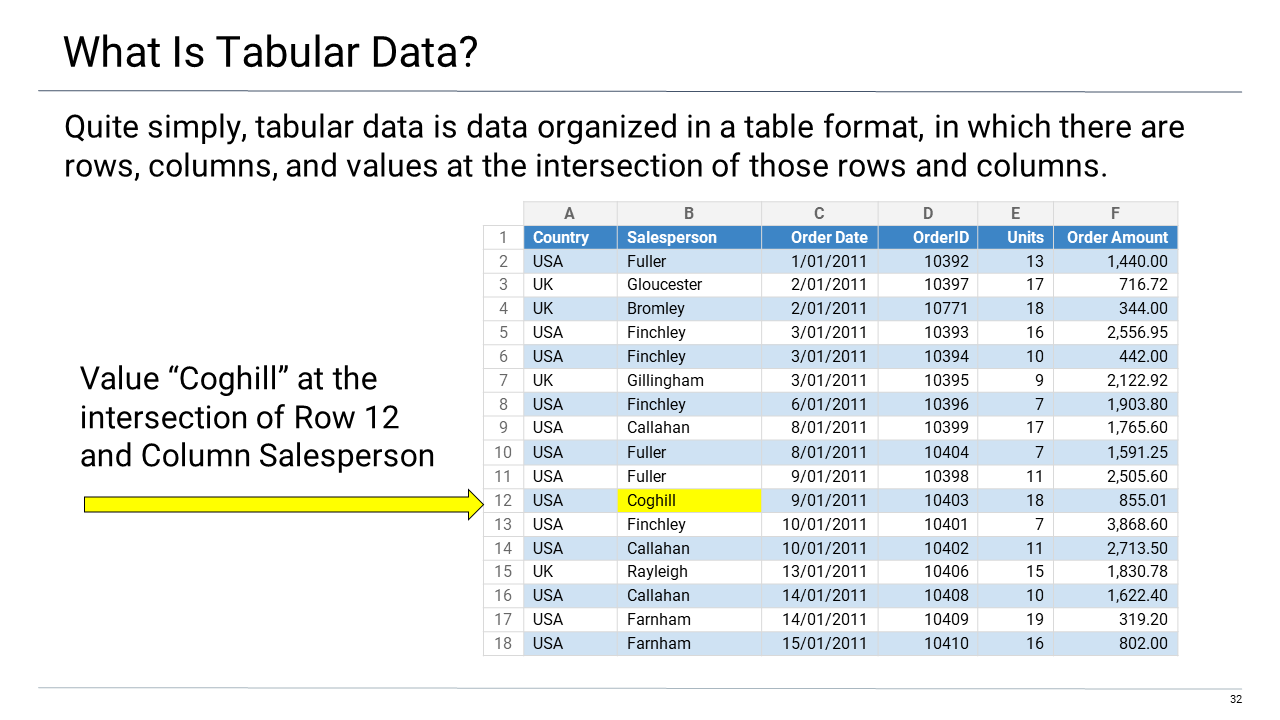 What Is Tabular Data?
Quite simply, tabular data is data organized in a table format, in which there are
rows, columns, and values at the intersection of those rows and columns.
Value “Coghill” at the
intersection of Row 12
and Column Salesperson
A B C D E F
1 Country Salesperson Order Date OrderID Units Order Amount
2 USA Fuller 1/01/2011 10392 13 1,440.00
3 UK Gloucester 2/01/2011 10397 17 716.72
4 UK Bromley 2/01/2011 10771 18 344.00
5 USA Finchley 3/01/2011 10393 16 2,556.95
6 USA Finchley 3/01/2011 10394 10 442.00
7 UK Gillingham 3/01/2011 10395 9 2,122.92
8 USA Finchley 6/01/2011 10396 7 1,903.80
9 USA Callahan 8/01/2011 10399 17 1,765.60
10 USA Fuller 8/01/2011 10404 7 1,591.25
11 USA Fuller 9/01/2011 10398 11 2,505.60
12 USA Coghill 9/01/2011 10403 18 855.01
13 USA Finchley 10/01/2011 10401 7 3,868.60
14 USA Callahan 10/01/2011 10402 11 2,713.50
15 UK Rayleigh 13/01/2011 10406 15 1,830.78
16 USA Callahan 14/01/2011 10408 10 1,622.40
17 USA Farnham 14/01/2011 10409 19 319.20
18 USA Farnham 15/01/2011 10410 16 802.00
32